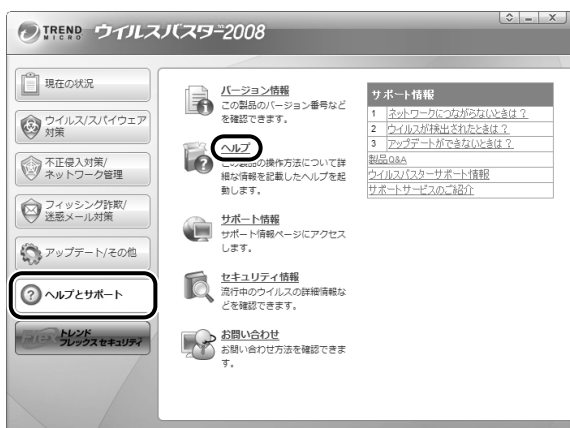 TREND MICRO ウイルスバスター™2008
現在の状況
ウイルス/スパイウェア
対策
不正侵入対策/
ネットワーク管理
フィッシング詐欺/
迷惑メール対策
アップデート/その他
ヘルプとサポート
Flex トレンド
フレックス セキュリティ
バージョン情報
この製品のバージョン番号など
を確認できます。
ヘルプ
この製品の操作方法について詳
細な情報を記載したヘルプを起
動します。
サポート情報
サポート情報ページにアクセス
します。
セキュリティ情報
流行中のウイルスの詳細情報な
どを確認できます。
お問い合わせ
お問い合わせ方法を確認できま
す。
サポート情報
1 ネットワークにつながらないときは？
2 ウイルスが検出されたときは？
3 アップデートができないときは？
製品Q&A
ウイルスバスターサポート情報
サポートサービスのご紹介